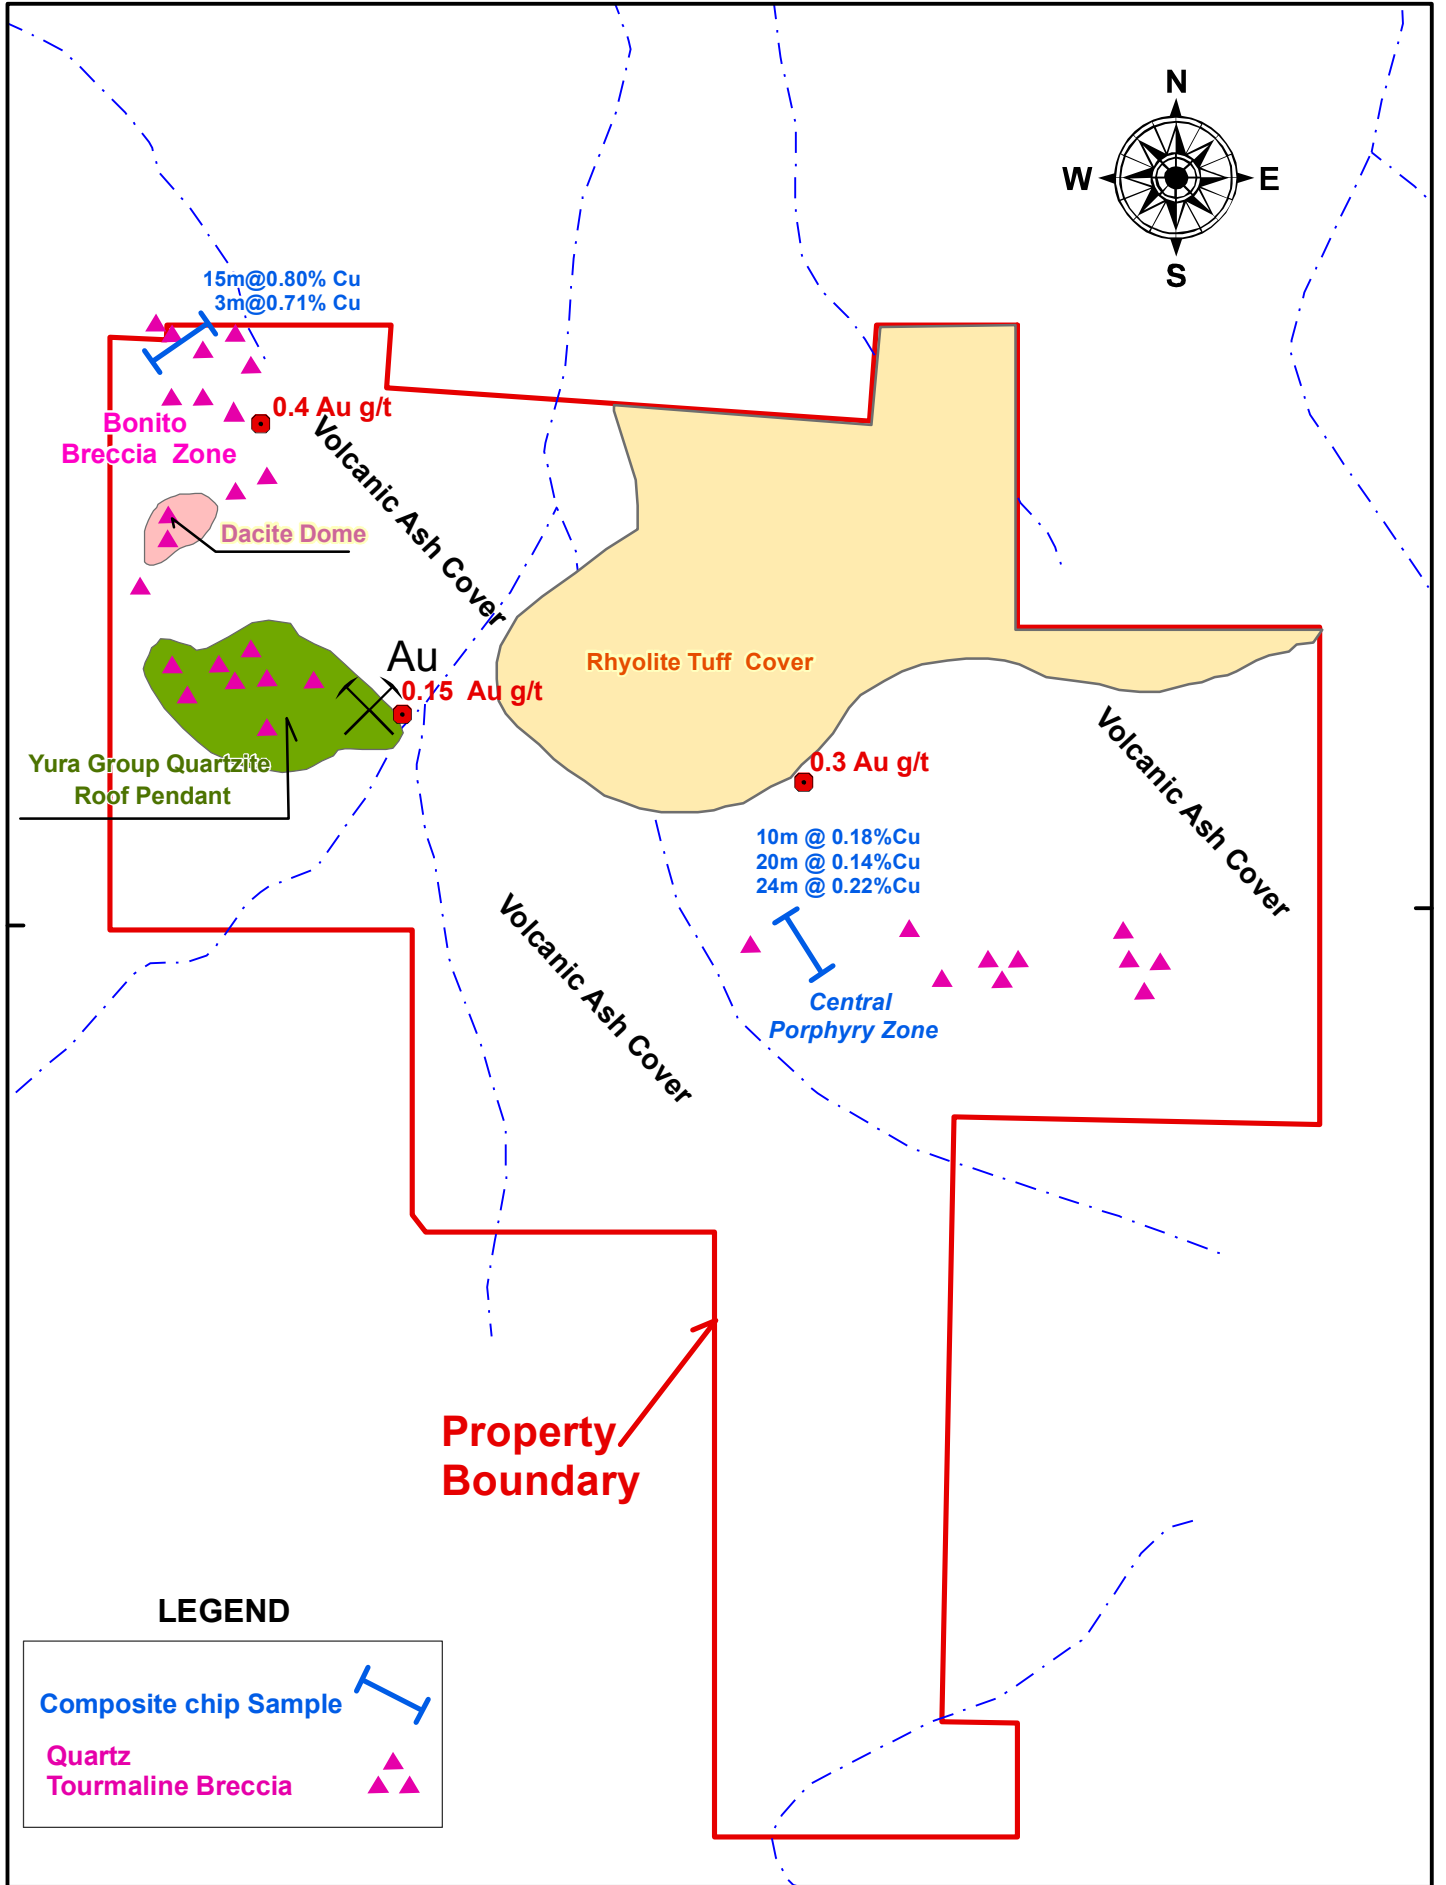 N
W
E
S
15m@0.80% Cu
3m@0.71% Cu
0.4 Au g/t
Bonito
Breccia Zone
Volcanic Ash Cover
Dacite Dome
Au
0.15 Au g/t
Rhyolite Tuff Cover
Yura Group Quartzite
Roof Pendant
0.3 Au g/t
Volcanic Ash Cover
10m @ 0.18%Cu
20m @ 0.14%Cu
24m @ 0.22%Cu
Volcanic Ash Cover
Central
Porphyry Zone
Property
Boundary
LEGEND
Composite chip Sample
Quartz
Tourmaline Breccia